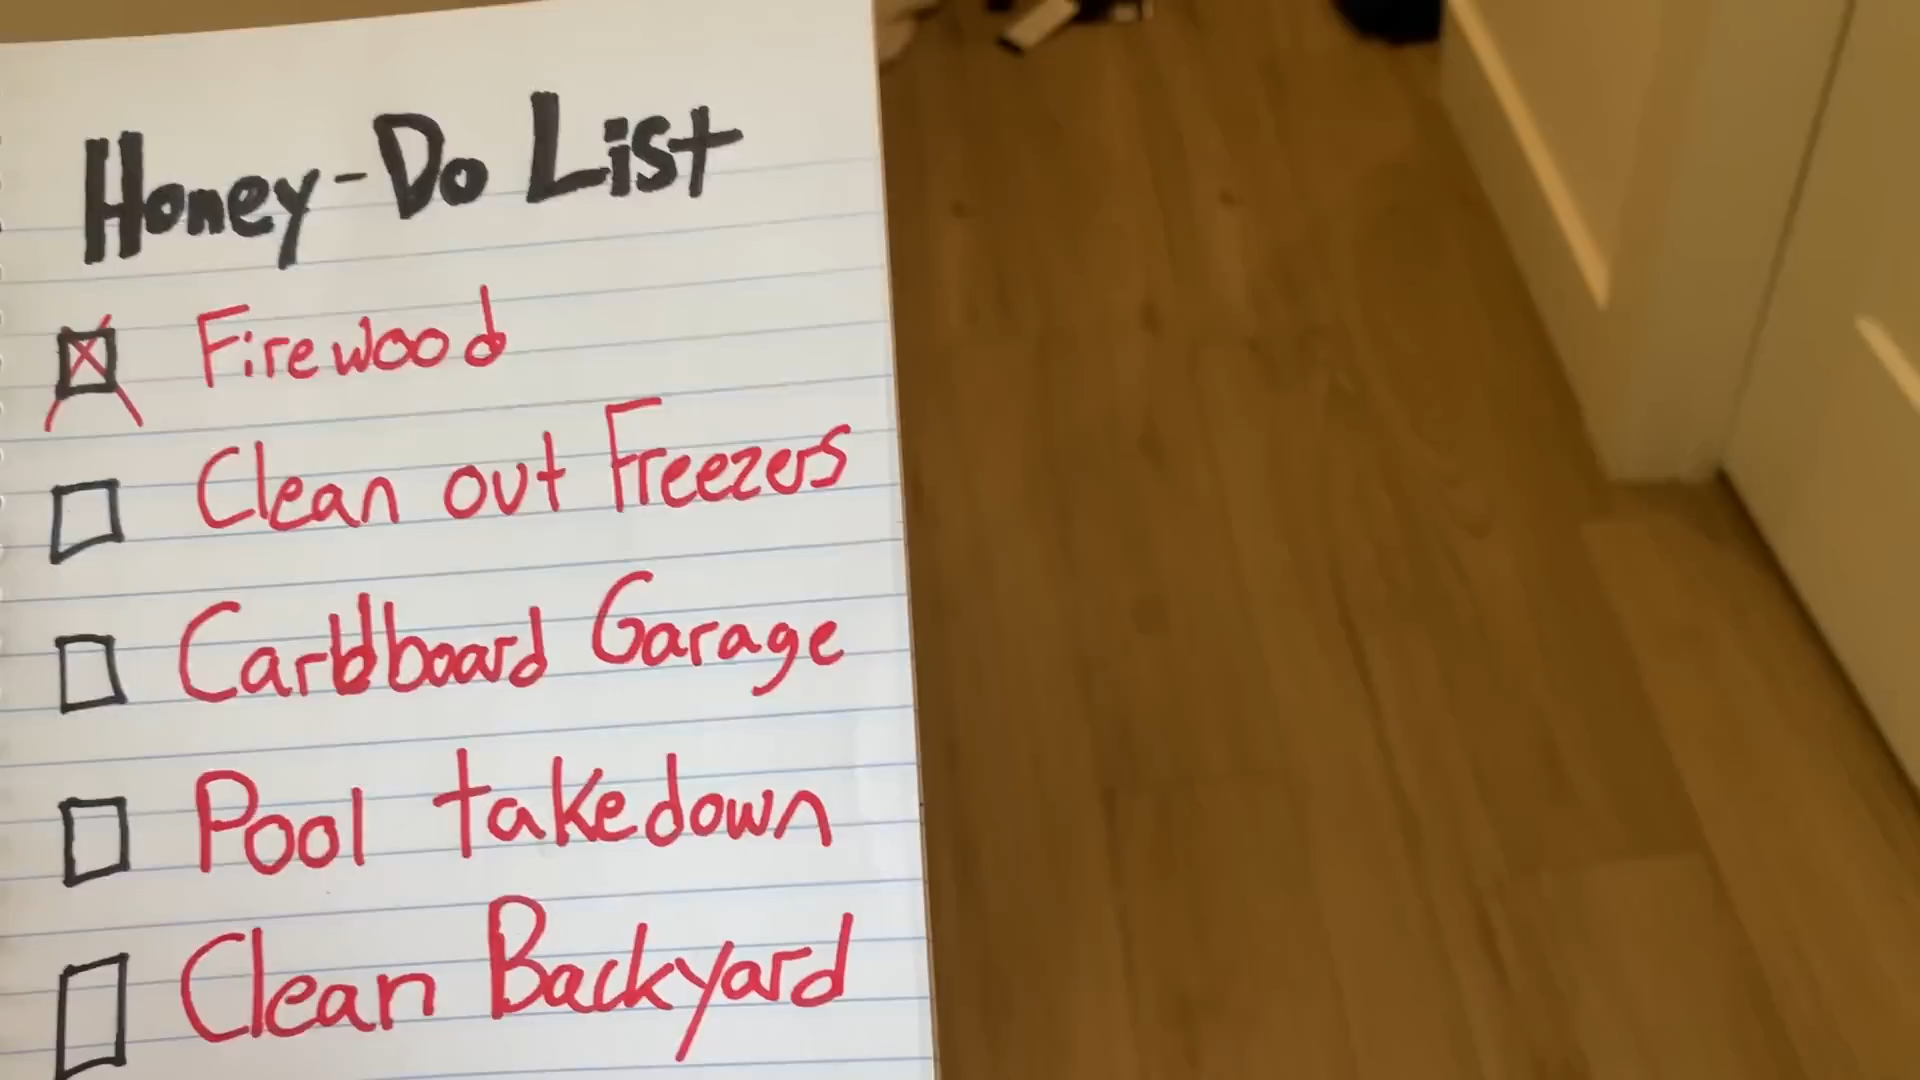 Honey-Do List
Firewood
Clean out Freezers
Cardboard Garage
Pool takedown
Clean Backyard